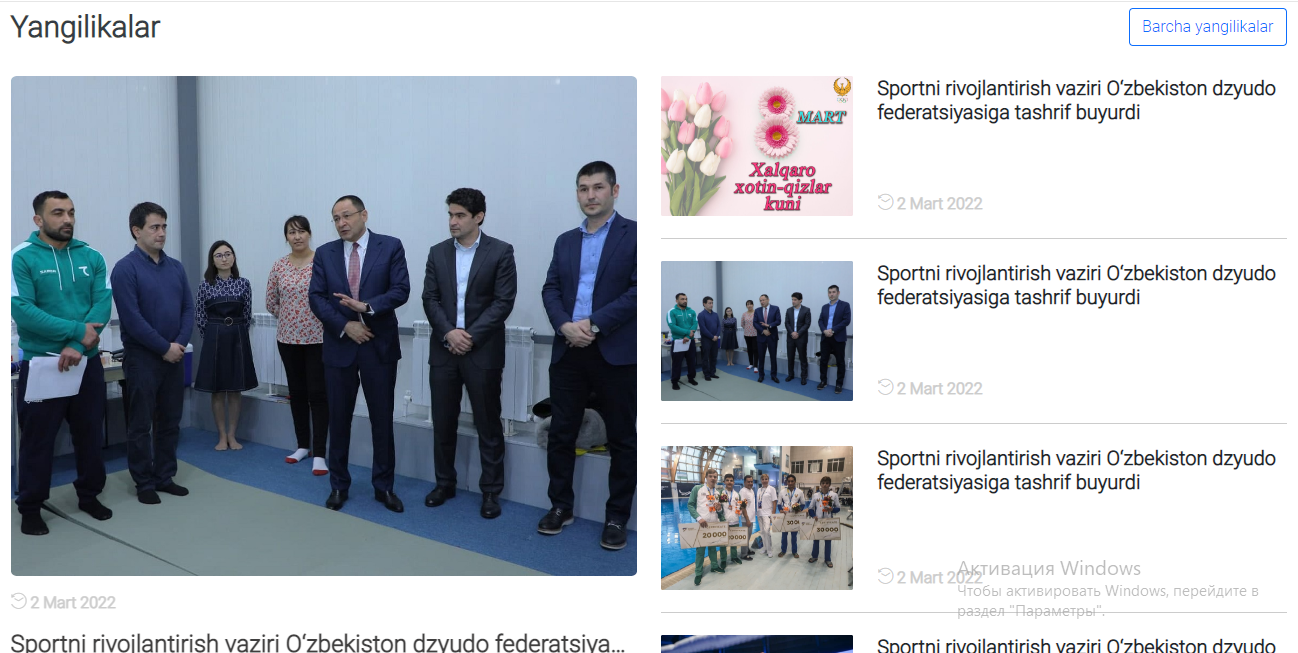 Yangilikalar
Barcha yangilikalar
8
MART
Xalqaro
xotin-qizlar
kuni
Sportni rivojlantirish vaziri O‘zbekiston dzyudo
federatsiyasiga tashrif buyurdi
2 Mart 2022
Sportni rivojlantirish vaziri O‘zbekiston dzyudo
federatsiyasiga tashrif buyurdi
2 Mart 2022
20 000
30 000
Sportni rivojlantirish vaziri O‘zbekiston dzyudo
federatsiyasiga tashrif buyurdi
2 Mart 2022
Активация Windows
Чтобы активировать Windows, перейдите в
раздел "Параметры".
2 Mart 2022
Sportni rivojlantirish vaziri O‘zbekiston dzyudo federatsiya...
Sportni rivojlantirish vaziri O‘zbekiston dzyudo